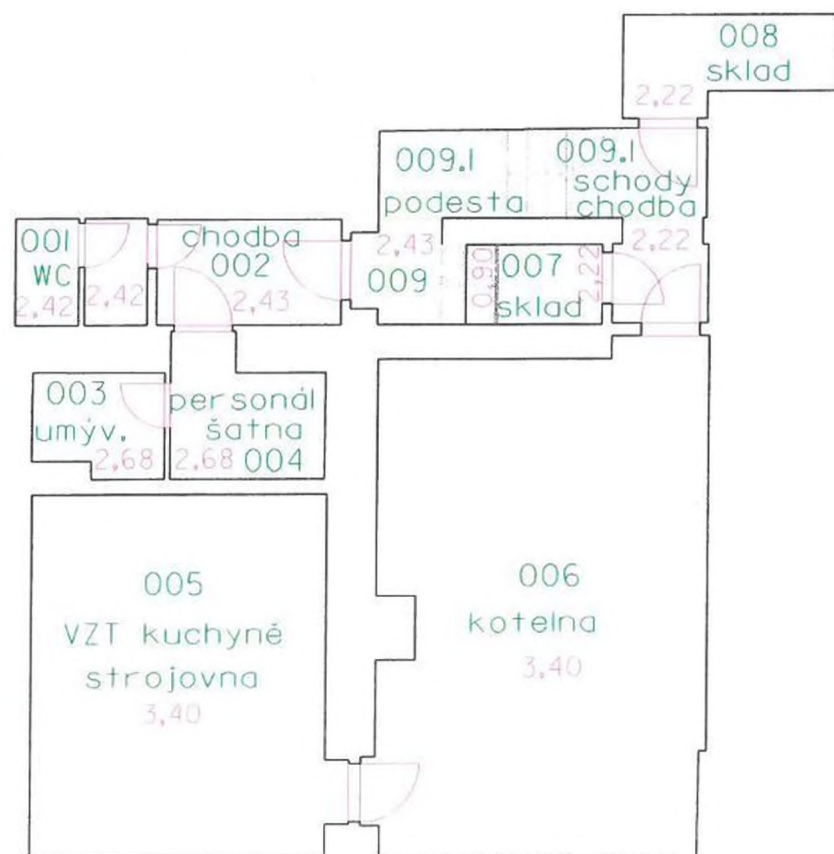 008
sklad
2,22
009.1
podesta
009.1
schody
chodba
2,22
001
WC
2,42
2,42
chodba
002
2,43
2,43
009
0,90
007
sklad
2,22
003
umýv.
2,68
personál
šatna
2,68 004
005
VZT kuchyně
strojovna
3,40
006
kotelna
3,40